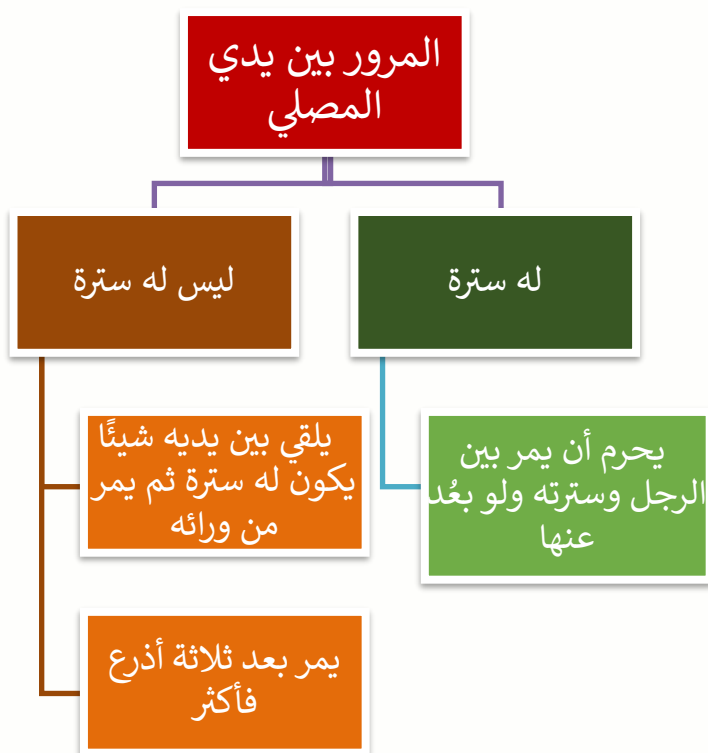 المرور بين يدي
المصلي
له سترة
ليس له سترة
يحرم أن يمر بين
الرجل وسترته ولو بعُد
عنها
يلقي بين يديه شيئًا
يكون له سترة ثم يمر
من ورائه
يمر بعد ثلاثة أذرع
فأكثر